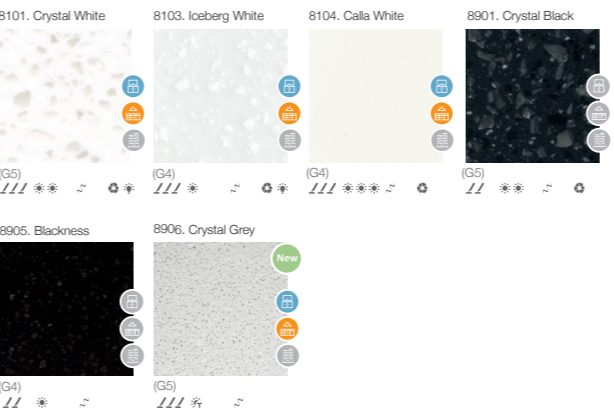 8101. Crystal White
8103. Iceberg White
8104. Calla White
8901. Crystal Black
(G5)
(G4)
(G4)
(G5)
8905. Blackness
8906. Crystal Grey
New
(G4)
(G5)